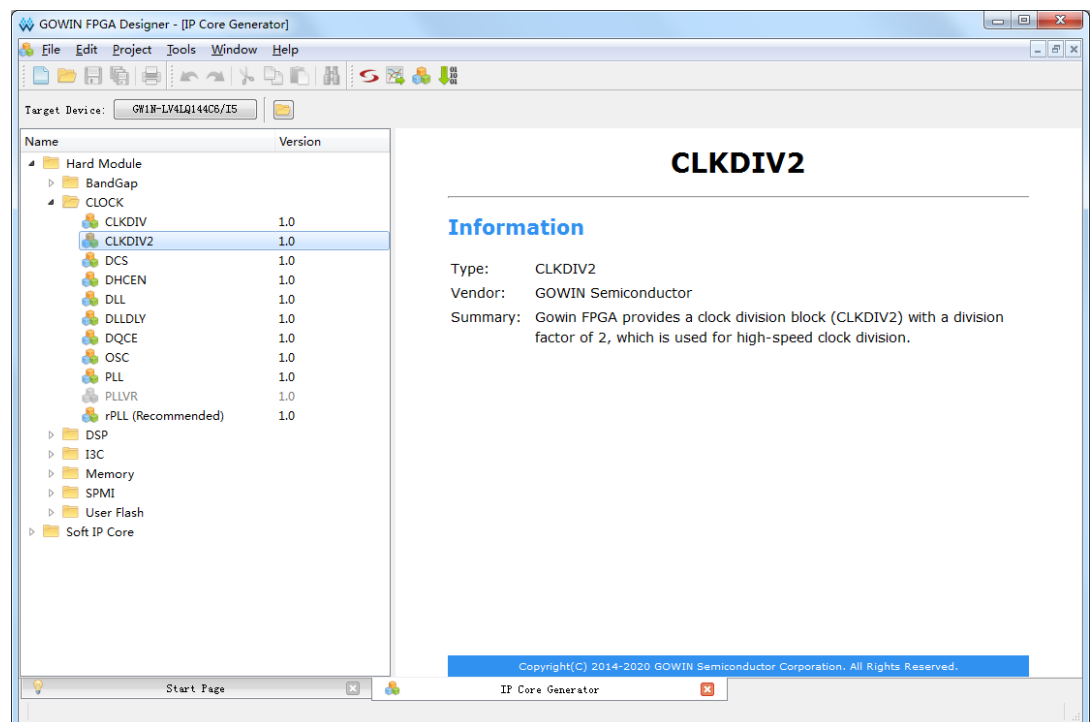 GOWIN FPGA Designer - [IP Core Generator]
File Edit Project Tools Window Help
Target Device: GW1N-LV4LQ144C6/I5
Name Version
Hard Module
BandGap
CLOCK
CLKDIV 1.0
CLKDIV2 1.0
DCS 1.0
DHCEN 1.0
DLL 1.0
DLLDLY 1.0
DQCE 1.0
OSC 1.0
PLL 1.0
PLLVR 1.0
rPLL (Recommended) 1.0
DSP
I3C
Memory
SPMI
User Flash
Soft IP Core
CLKDIV2
Information
Type: CLKDIV2
Vendor: GOWIN Semiconductor
Summary: Gowin FPGA provides a clock division block (CLKDIV2) with a division
factor of 2, which is used for high-speed clock division.
Copyright(C) 2014-2020 GOWIN Semiconductor Corporation. All Rights Reserved.
Start Page IP Core Generator